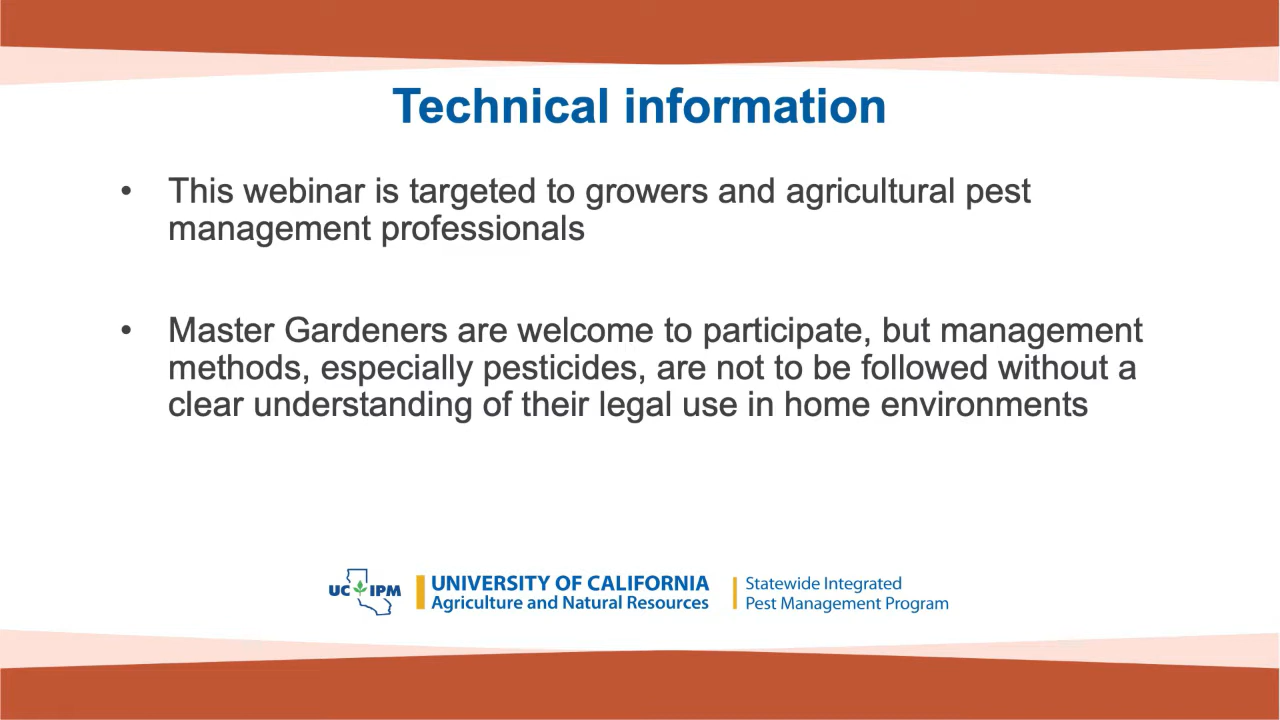 Technical information
• This webinar is targeted to growers and agricultural pest
management professionals
• Master Gardeners are welcome to participate, but management
methods, especially pesticides, are not to be followed without a
clear understanding of their legal use in home environments
UC IPM
UNIVERSITY OF CALIFORNIA
Agriculture and Natural Resources
Statewide Integrated
Pest Management Program